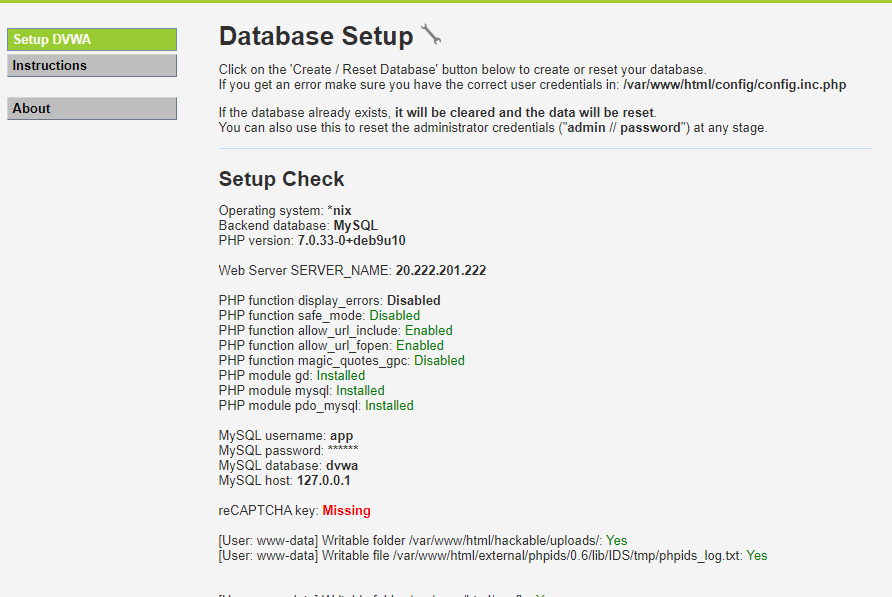 Setup DVWA
Instructions
About
Database Setup
Click on the 'Create / Reset Database' button below to create or reset your database.
If you get an error make sure you have the correct user credentials in: /var/www/html/config/config.inc.php
If the database already exists, it will be cleared and the data will be reset.
You can also use this to reset the administrator credentials ("admin // password") at any stage.
Setup Check
Operating system: *nix
Backend database: MySQL
PHP version: 7.0.33-0+deb9u10
Web Server SERVER_NAME: 20.222.201.222
PHP function display_errors: Disabled
PHP function safe_mode: Disabled
PHP function allow_url_include: Enabled
PHP function allow_url_fopen: Enabled
PHP function magic_quotes_gpc: Disabled
PHP module gd: Installed
PHP module mysql: Installed
PHP module pdo_mysql: Installed
MySQL username: app
MySQL password: ******
MySQL database: dvwa
MySQL host: 127.0.0.1
reCAPTCHA key: Missing
[User: www-data] Writable folder /var/www/html/hackable/uploads/: Yes
[User: www-data] Writable file /var/www/html/external/phpids/0.6/lib/IDS/tmp/phpids_log.txt: Yes